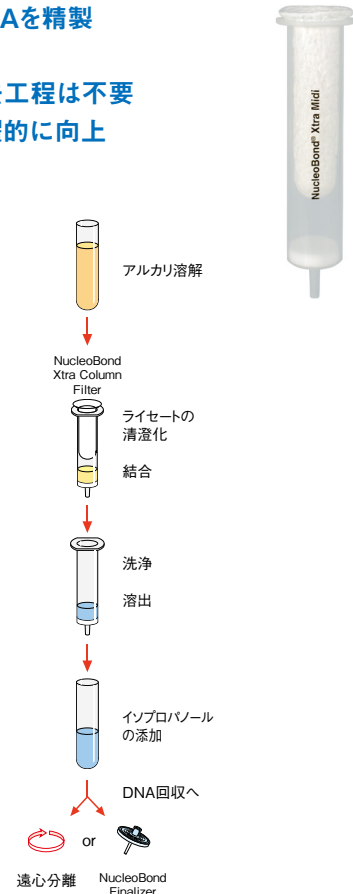 Aを精製
工程は不要
的に向上
NucleoBond® Xtra Midi
アルカリ溶解
NucleoBond
Xtra Column
Filter
ライセートの
清澄化
結合
洗浄
溶出
イソプロパノール
の添加
DNA回収へ
or
遠心分離
NucleoBond
Finalizer